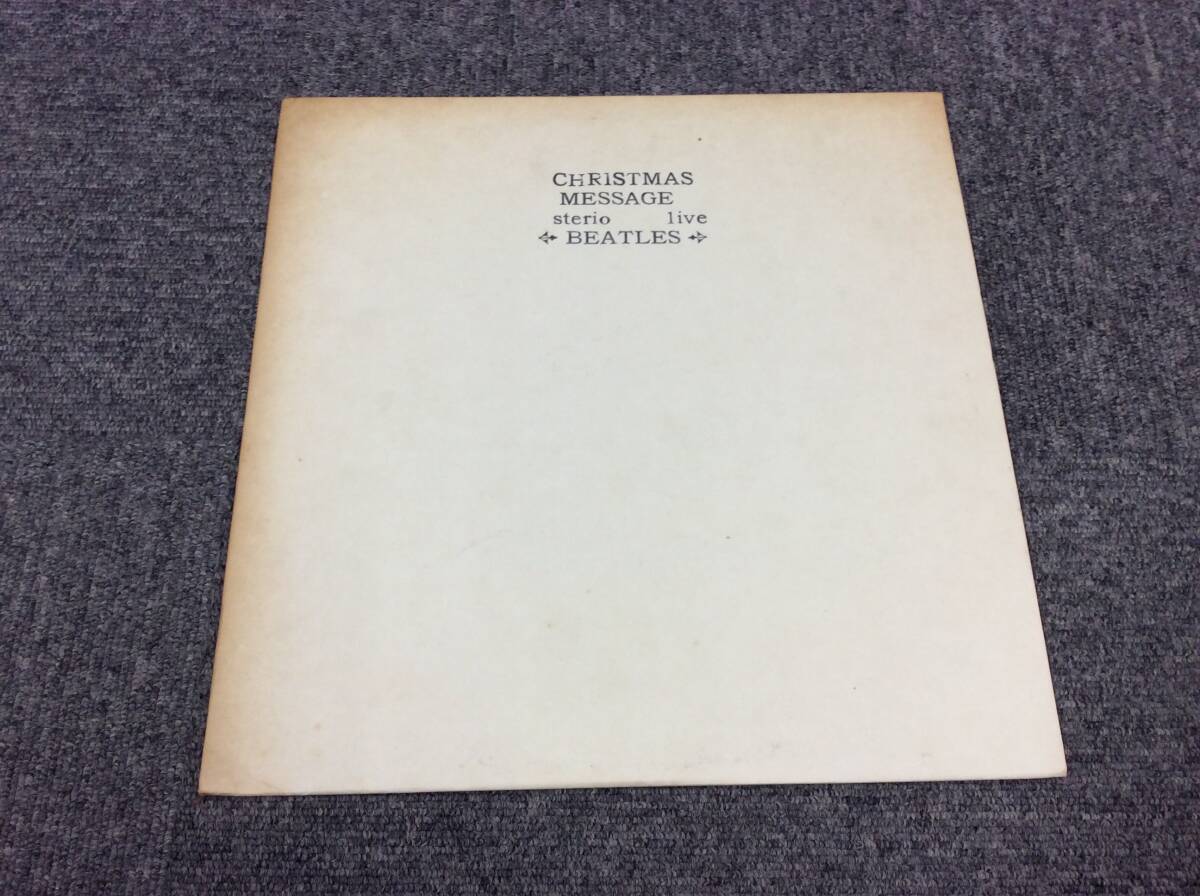 CHRiSTMAS
MESSAGE
sterio live
BEATLES